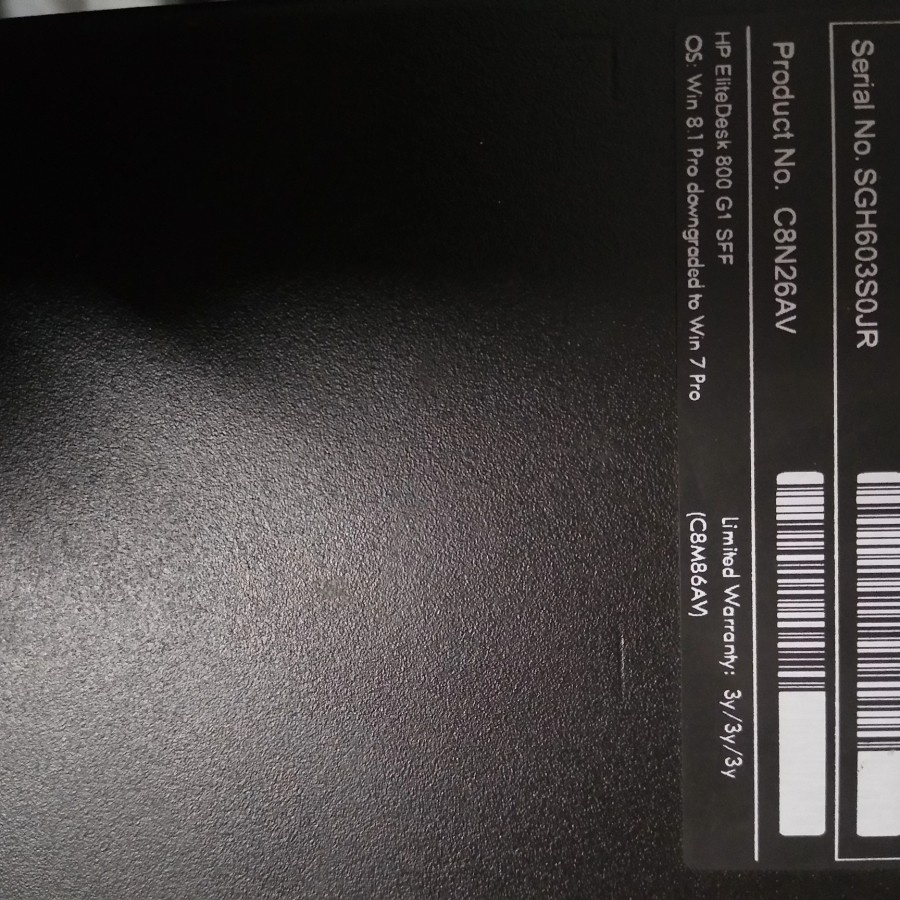 Serial No. SGH603S0JR
Product No. C8N26AV
HP EliteDesk 800 G1 SFF Limited Warranty: 3y/3y/3y
OS: Win 8.1 Pro downgraded to Win 7 Pro (C8M86AV)